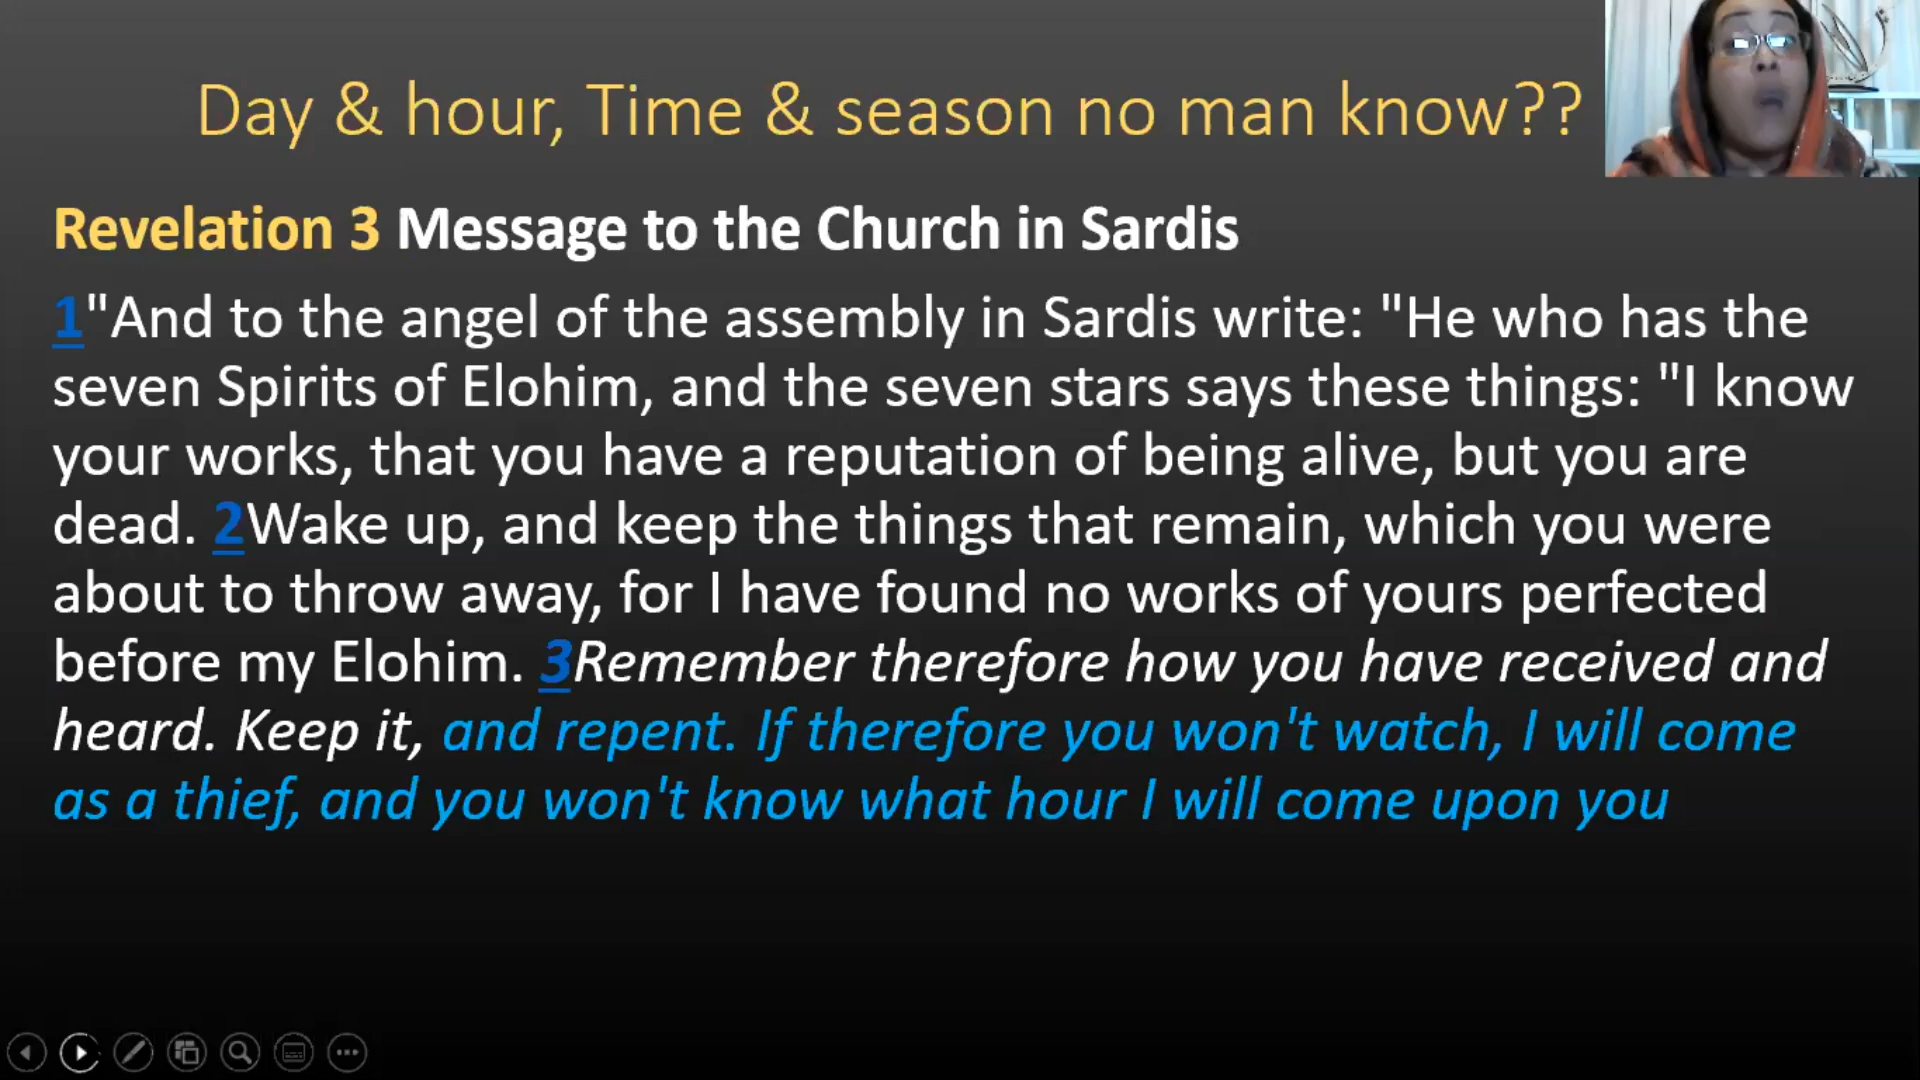 Day & hour, Time & season no man know??
Revelation 3 Message to the Church in Sardis
1"And to the angel of the assembly in Sardis write: "He who has the
seven Spirits of Elohim, and the seven stars says these things: "I know
your works, that you have a reputation of being alive, but you are
dead. 2Wake up, and keep the things that remain, which you were
about to throw away, for I have found no works of yours perfected
before my Elohim. 3Remember therefore how you have received and
heard. Keep it, and repent. If therefore you won't watch, I will come
as a thief, and you won't know what hour I will come upon you